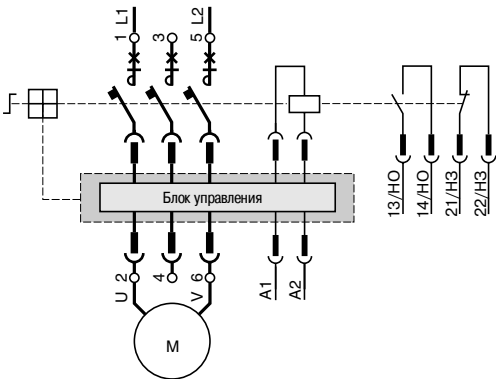 L1
L2
1
3
5
Блок управления
13/НО
14/НО
21/НЗ
22/НЗ
U 2
4
V 6
A1
A2
M